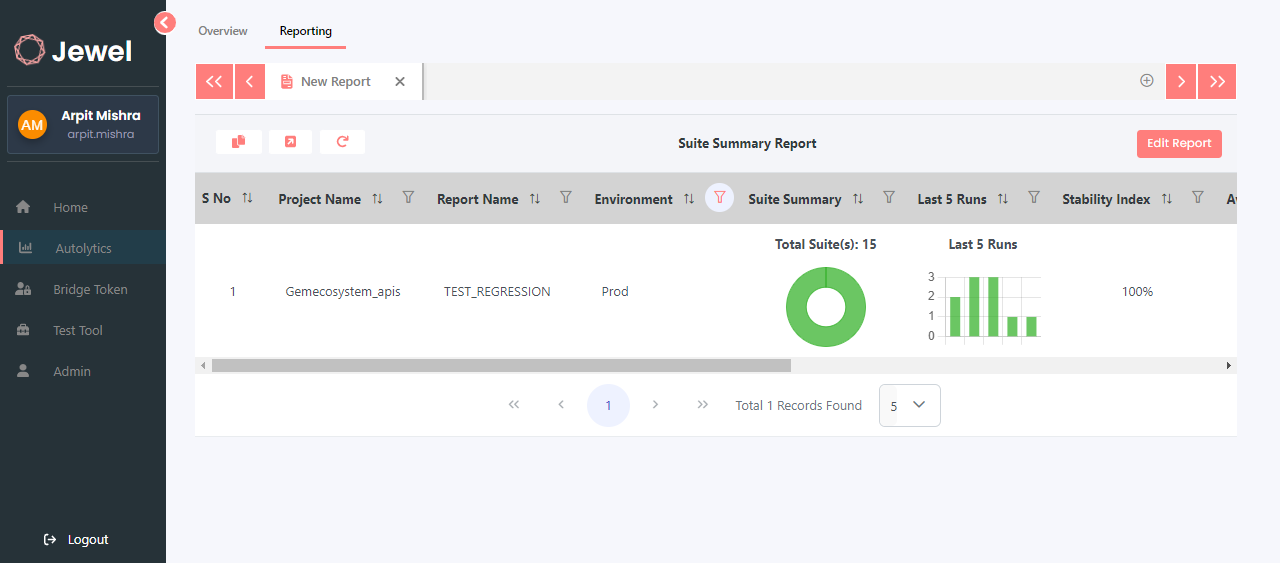 Jewel
AM
Arpit Mishra
arpit.mishra
Home
Autolytics
Bridge Token
Test Tool
Admin
Logout
Overview Reporting
New Report
Suite Summary Report Edit Report
S No Project Name Report Name Environment Suite Summary Last 5 Runs Stability Index
Total Suite(s): 15 Last 5 Runs
1 Gemecosystem_apis TEST_REGRESSION Prod 100%
3
2
1
0
1 Total 1 Records Found 5